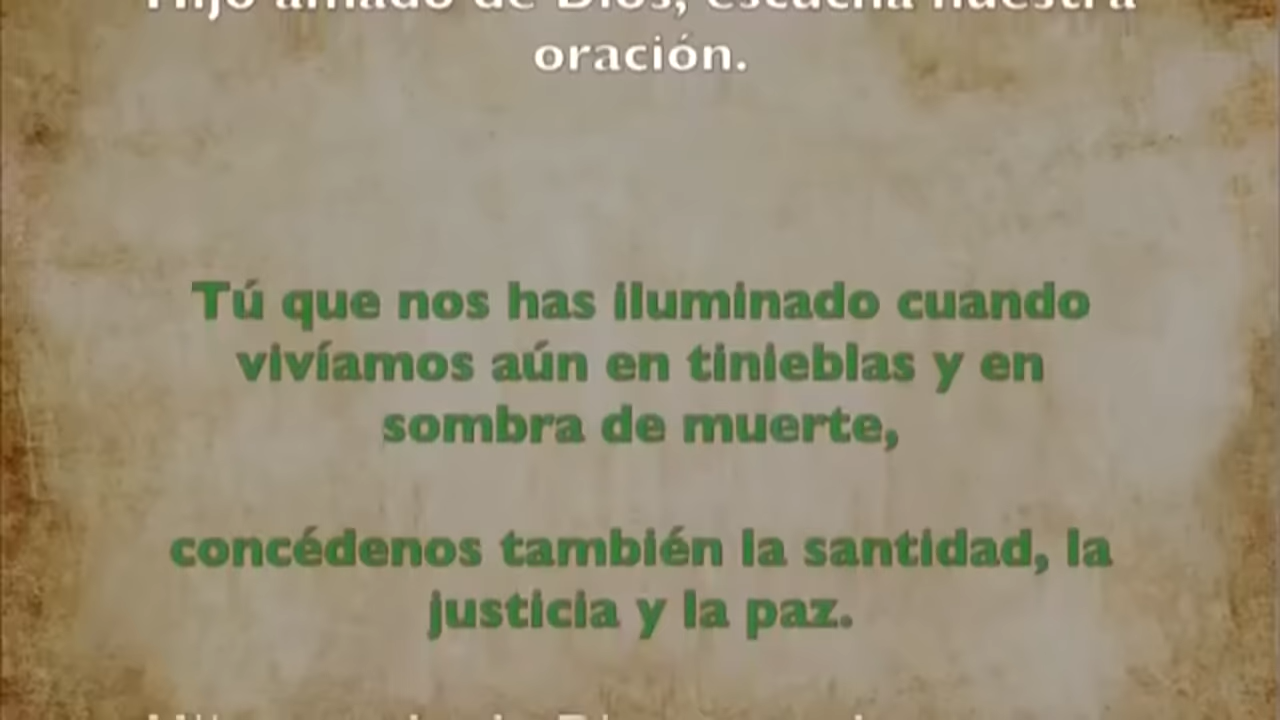 Hijo amado de Dios, escucha nuestra
oración.
Tú que nos has iluminado cuando
vivíamos aún en tinieblas y en
sombra de muerte,
concédenos también la santidad, la
justicia y la paz.